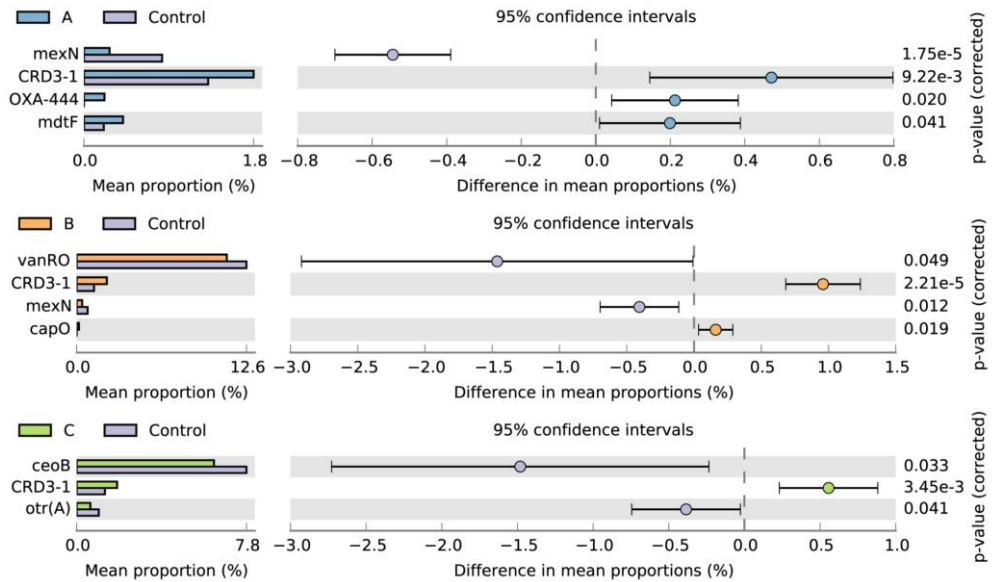 A Control 95% confidence intervals
mexN 1.75e-5
CRD3-1 9.22e-3
OXA-444 0.020
mdtF 0.041
p-value (corrected)
0.0 1.8 −0.8 −0.6 −0.4 −0.2 0.0 0.2 0.4 0.6 0.8
Mean proportion (%) Difference in mean proportions (%)
B Control 95% confidence intervals
vanRO 0.049
CRD3-1 2.21e-5
mexN 0.012
capO 0.019
p-value (corrected)
0.0 12.6 −3.0 −2.5 −2.0 −1.5 −1.0 −0.5 0.0 0.5 1.0 1.5
Mean proportion (%) Difference in mean proportions (%)
C Control 95% confidence intervals
ceoB 0.033
CRD3-1 3.45e-3
otr(A) 0.041
p-value (corrected)
0.0 7.8 −3.0 −2.5 −2.0 −1.5 −1.0 −0.5 0.0 0.5 1.0
Mean proportion (%) Difference in mean proportions (%)